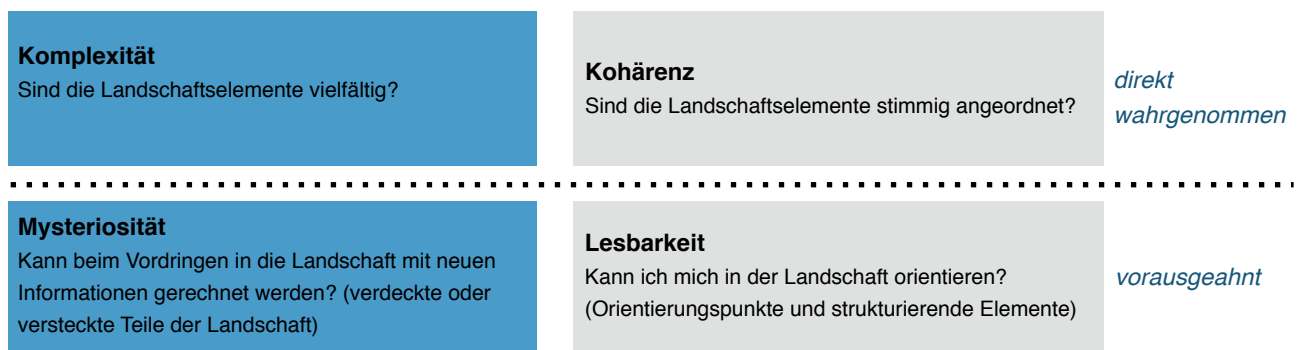 Komplexität
Sind die Landschaftselemente vielfältig?
Kohärenz
Sind die Landschaftselemente stimmig angeordnet?
direkt
wahrgenommen
Mysteriosität
Kann beim Vordringen in die Landschaft mit neuen
Informationen gerechnet werden? (verdeckte oder
versteckte Teile der Landschaft)
Lesbarkeit
Kann ich mich in der Landschaft orientieren?
(Orientierungspunkte und strukturierende Elemente)
vorausgeahnt